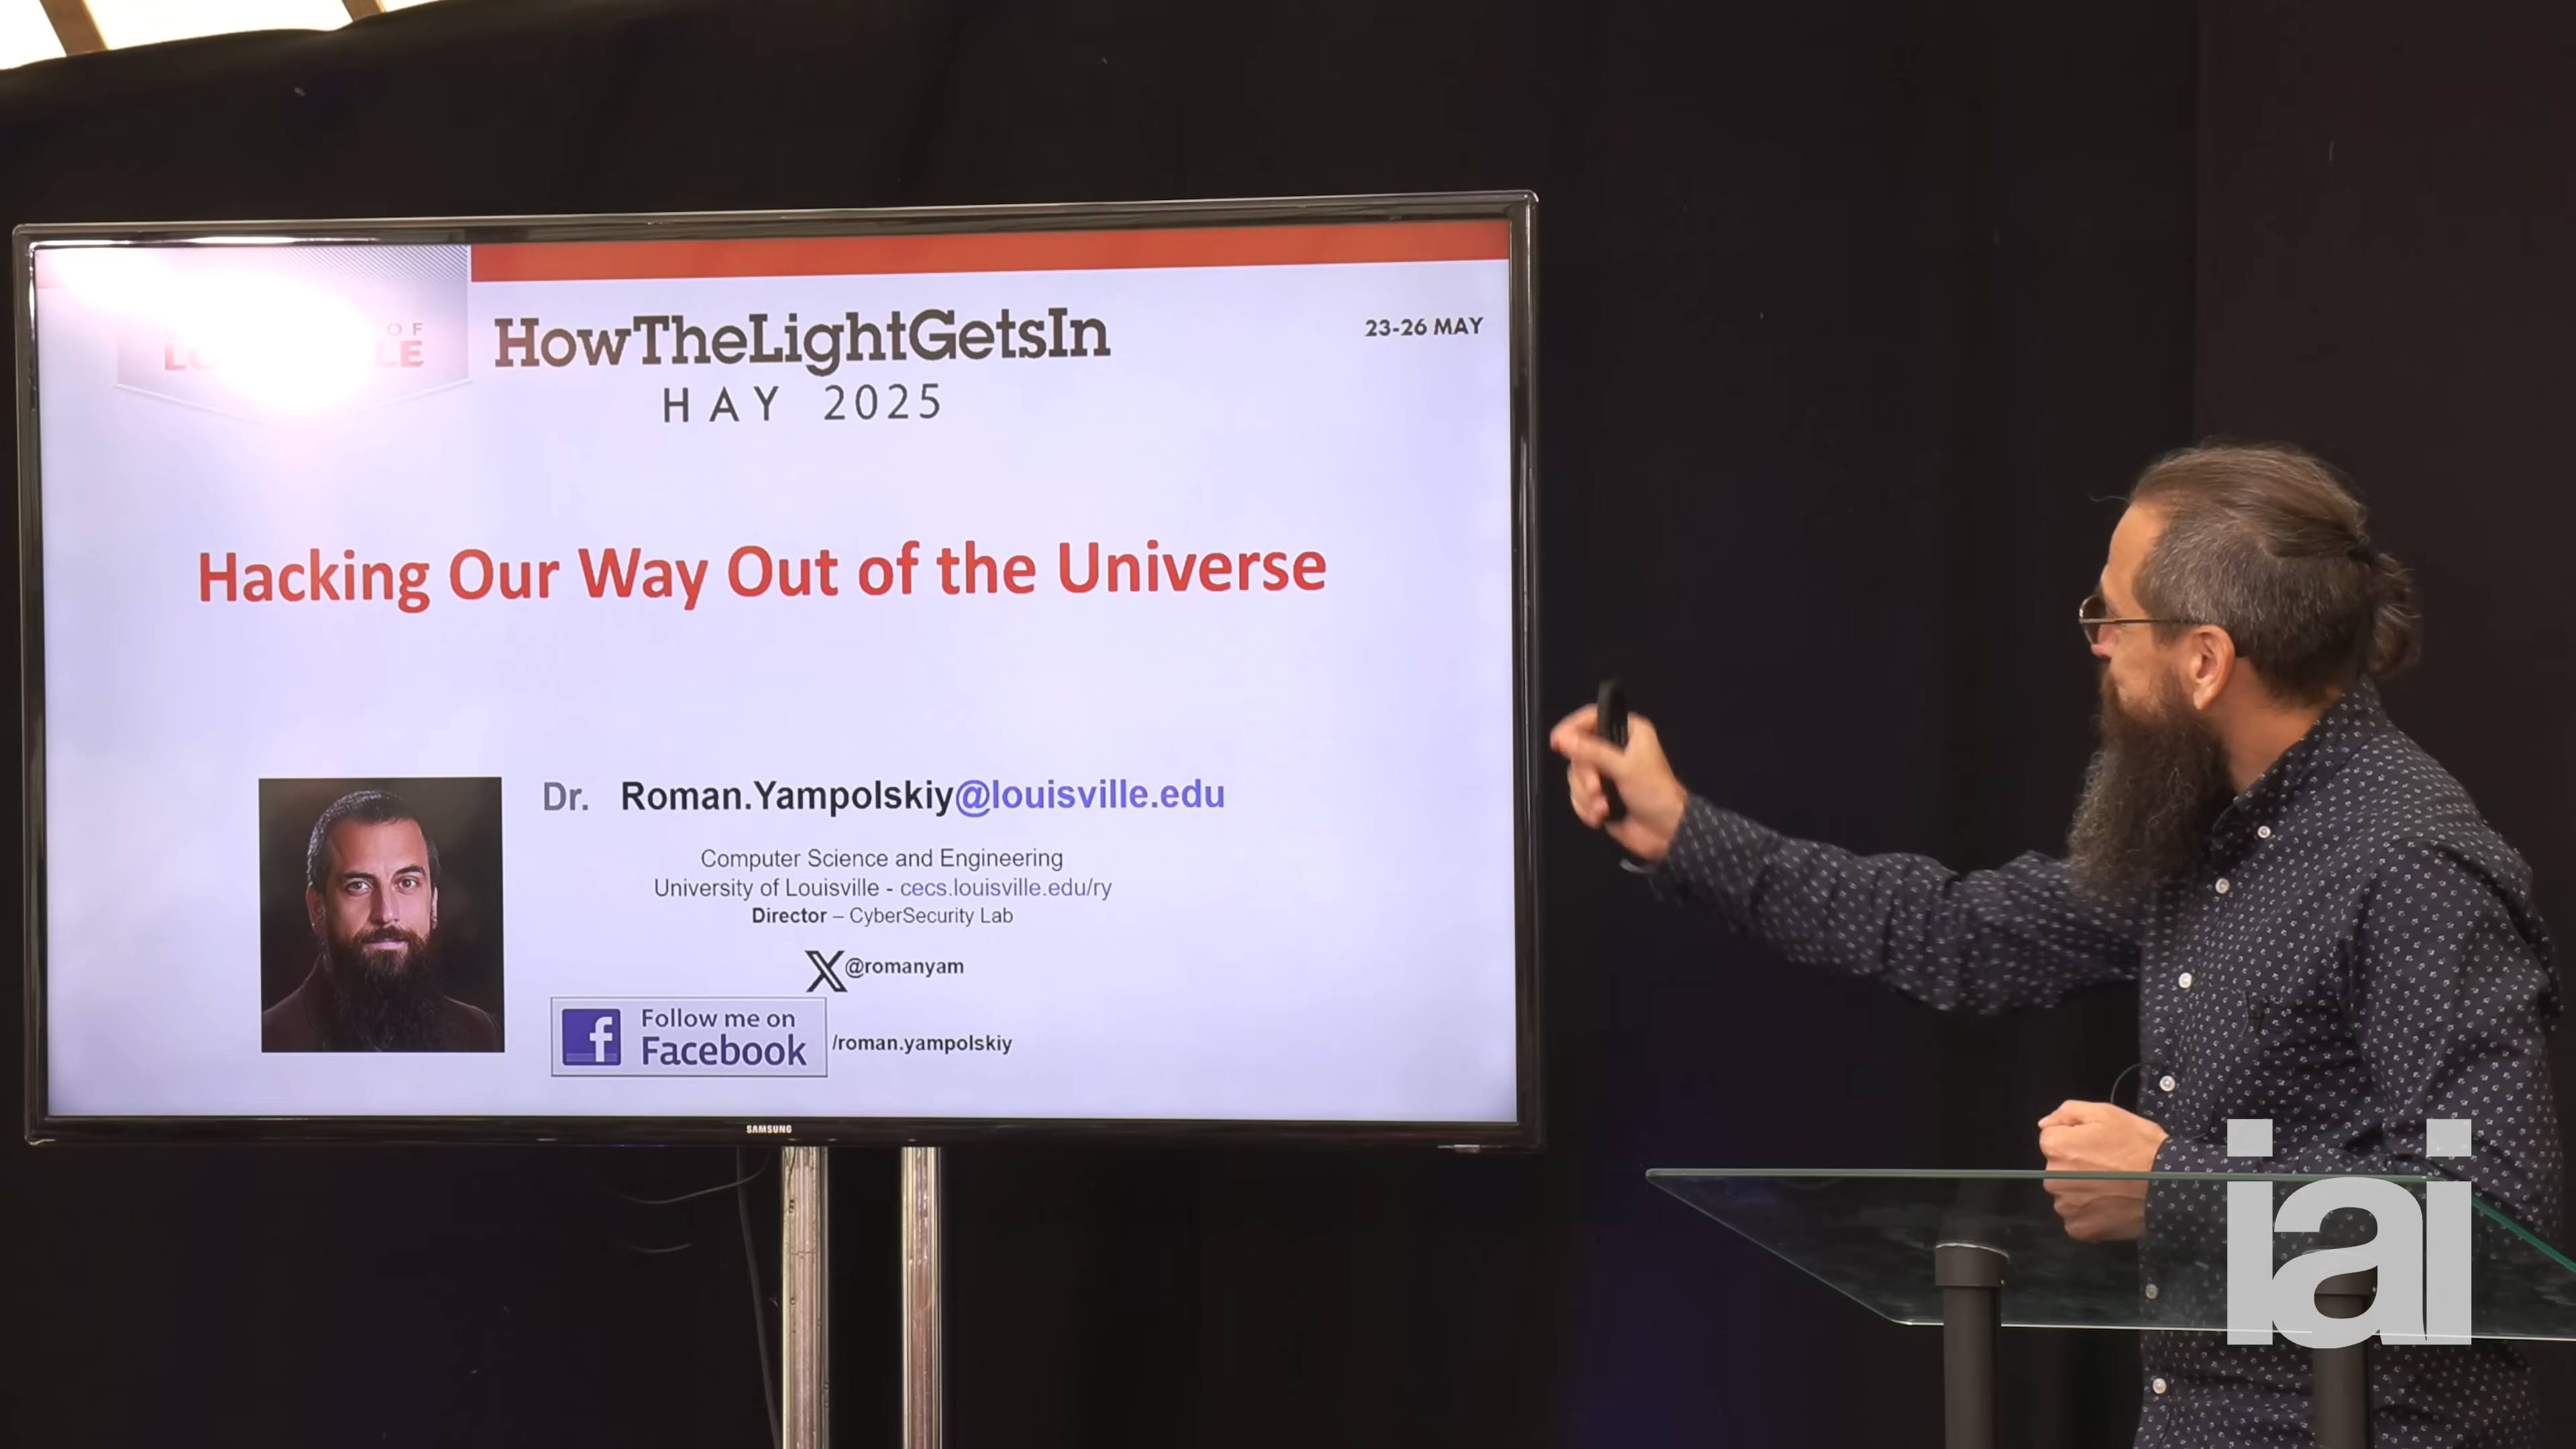 OF
HowTheLightGetsIn
23-26 MAY
HAY 2025
Hacking Our Way Out of the Universe
Dr. Roman.Yampolskiy@louisville.edu
Computer Science and Engineering
University of Louisville - cecs.louisville.edu/ry
Director – CyberSecurity Lab
X @romanyam
f Follow me on
Facebook /roman.yampolskiy
SAMSUNG
iai